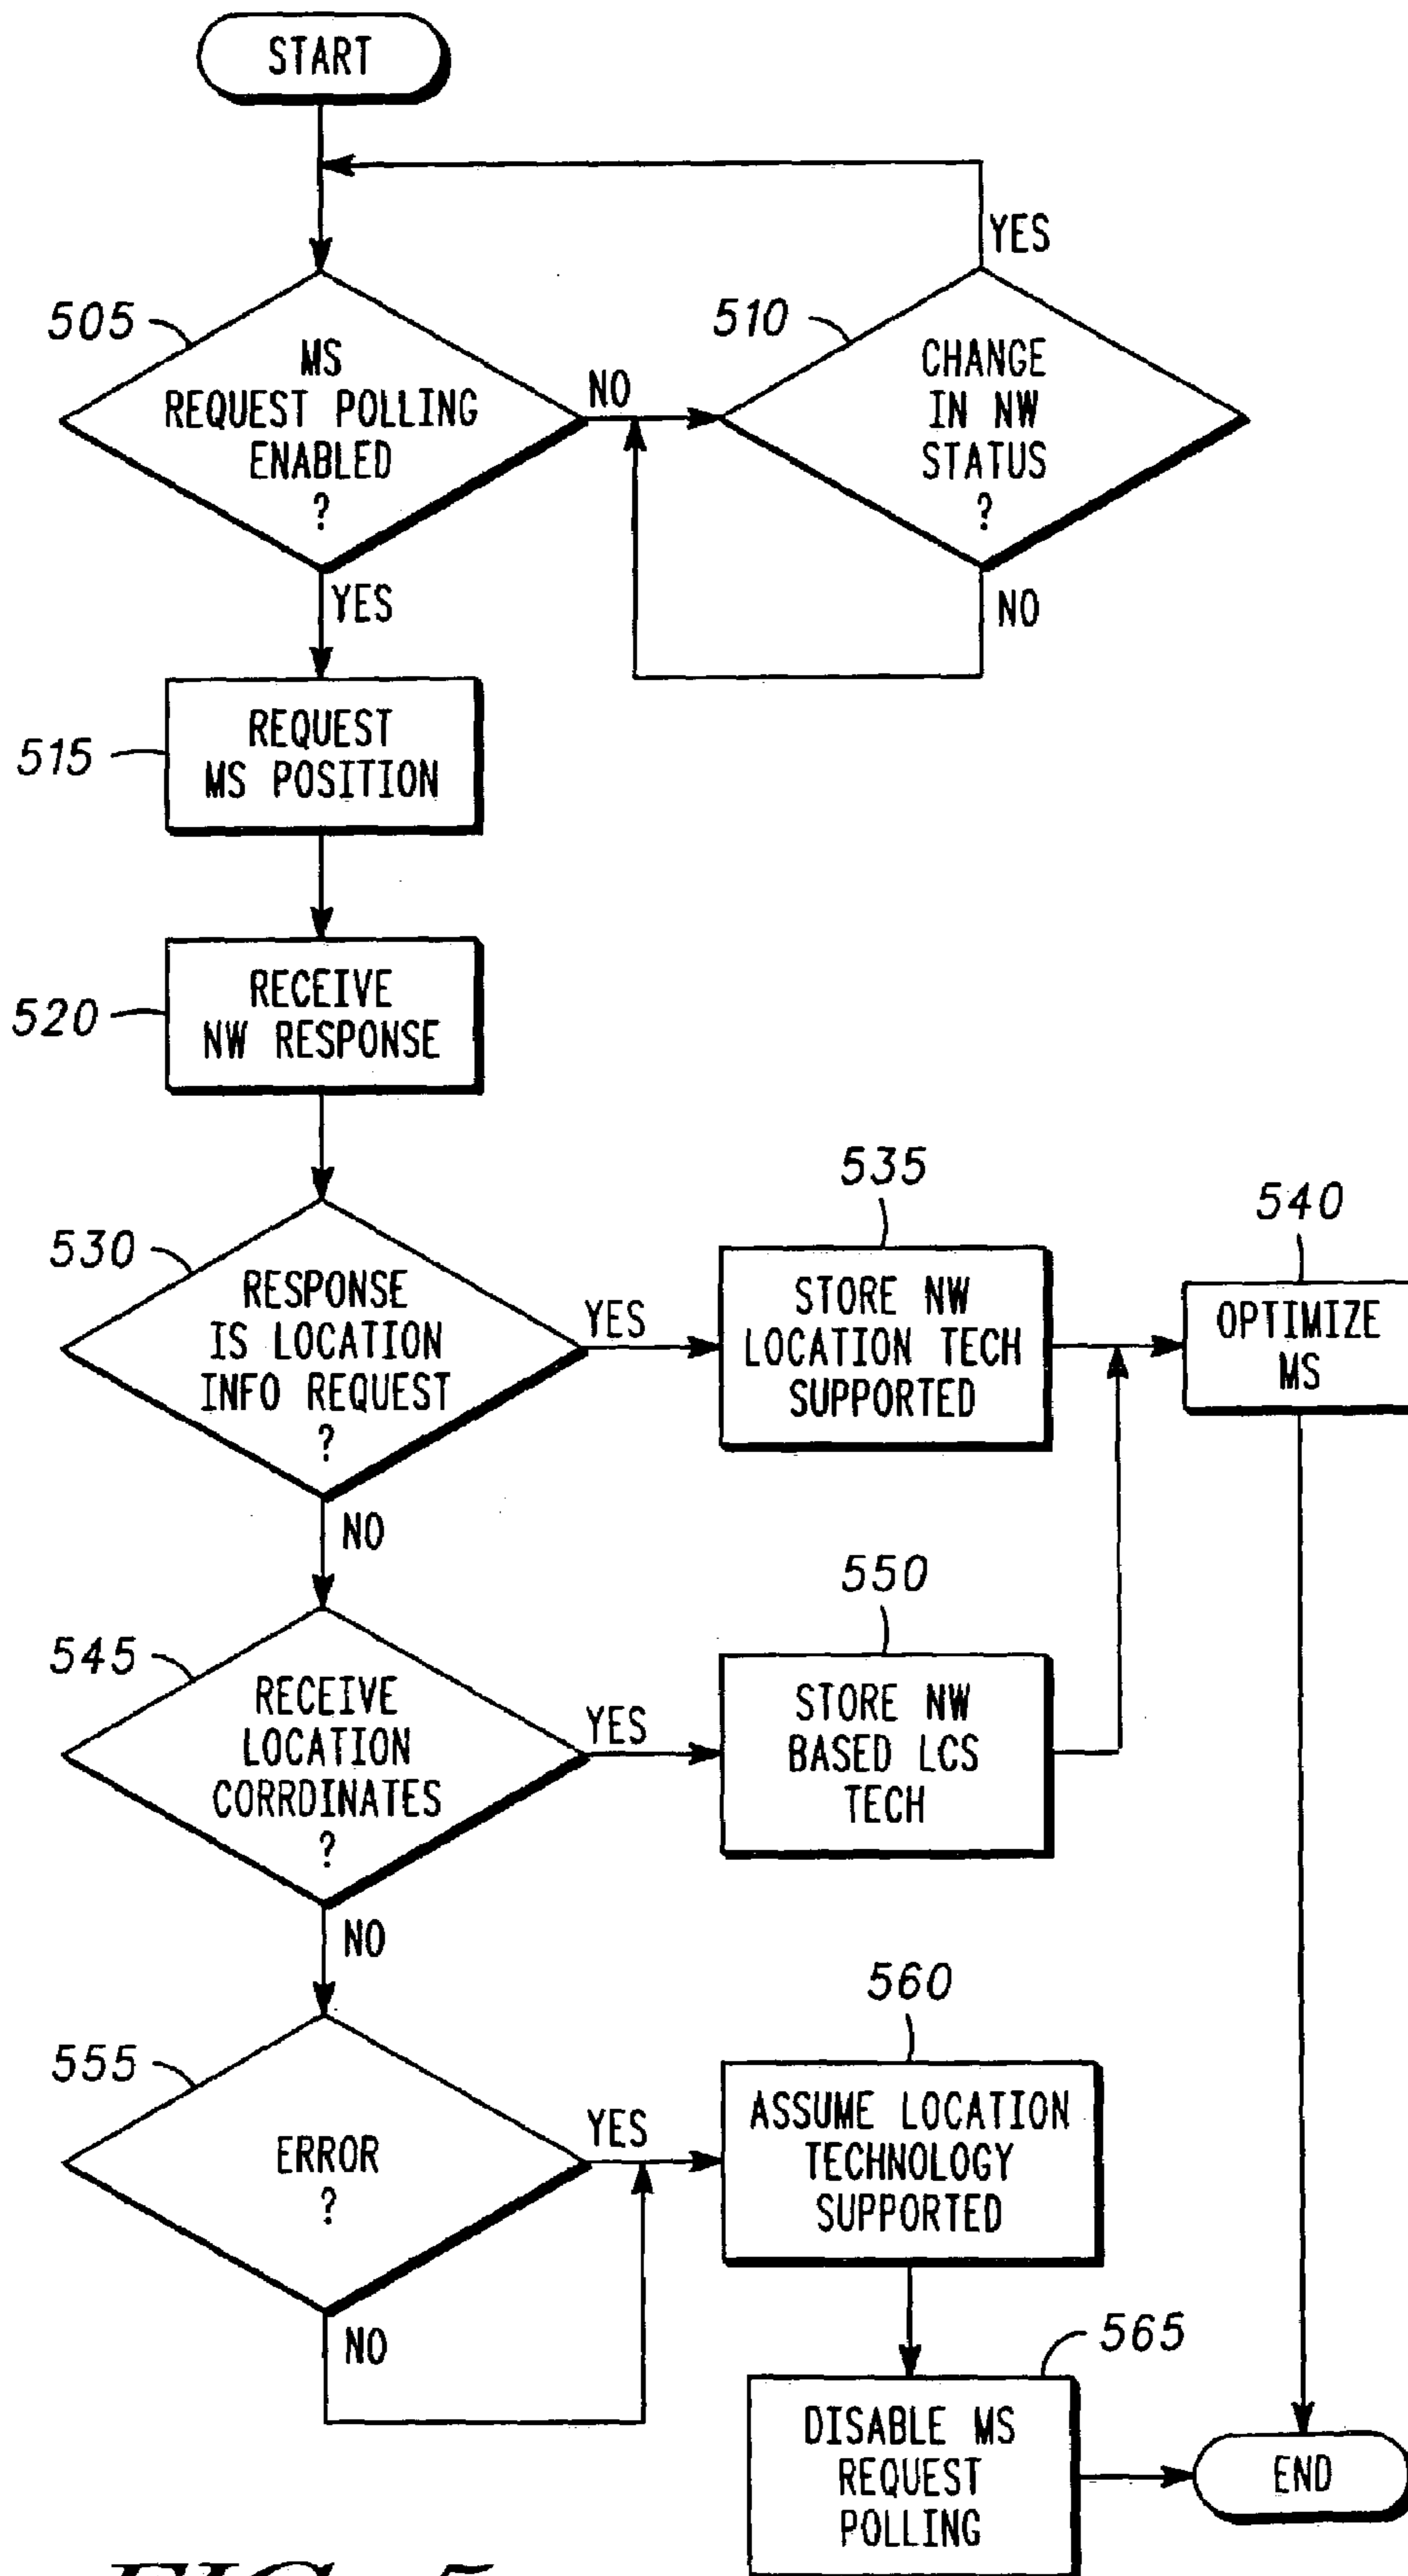 START
YES
505
MS
REQUEST POLLING
ENABLED
?
NO
510
CHANGE
IN NW
STATUS
?
YES
NO
515
REQUEST
MS POSITION
520
RECEIVE
NW RESPONSE
530
RESPONSE
IS LOCATION
INFO REQUEST
?
YES
535
STORE NW
LOCATION TECH
SUPPORTED
540
OPTIMIZE
MS
NO
545
RECEIVE
LOCATION
CORRDINATES
?
YES
550
STORE NW
BASED LCS
TECH
NO
555
ERROR
?
YES
560
ASSUME LOCATION
TECHNOLOGY
SUPPORTED
NO
565
DISABLE MS
REQUEST
POLLING
END
FIG. 5